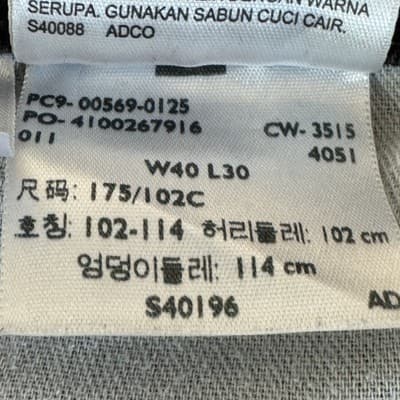 SERUPA. GUNAKAN SABUN CUCI CAIR.
S40088 ADCO
PC9- 00569-0125
PO- 4100267916
011
CW- 3515
4051
W40 L30
尺码: 175/102C
호칭: 102-114 허리둘레: 102 cm
엉덩이둘레: 114 cm
S40196
AD